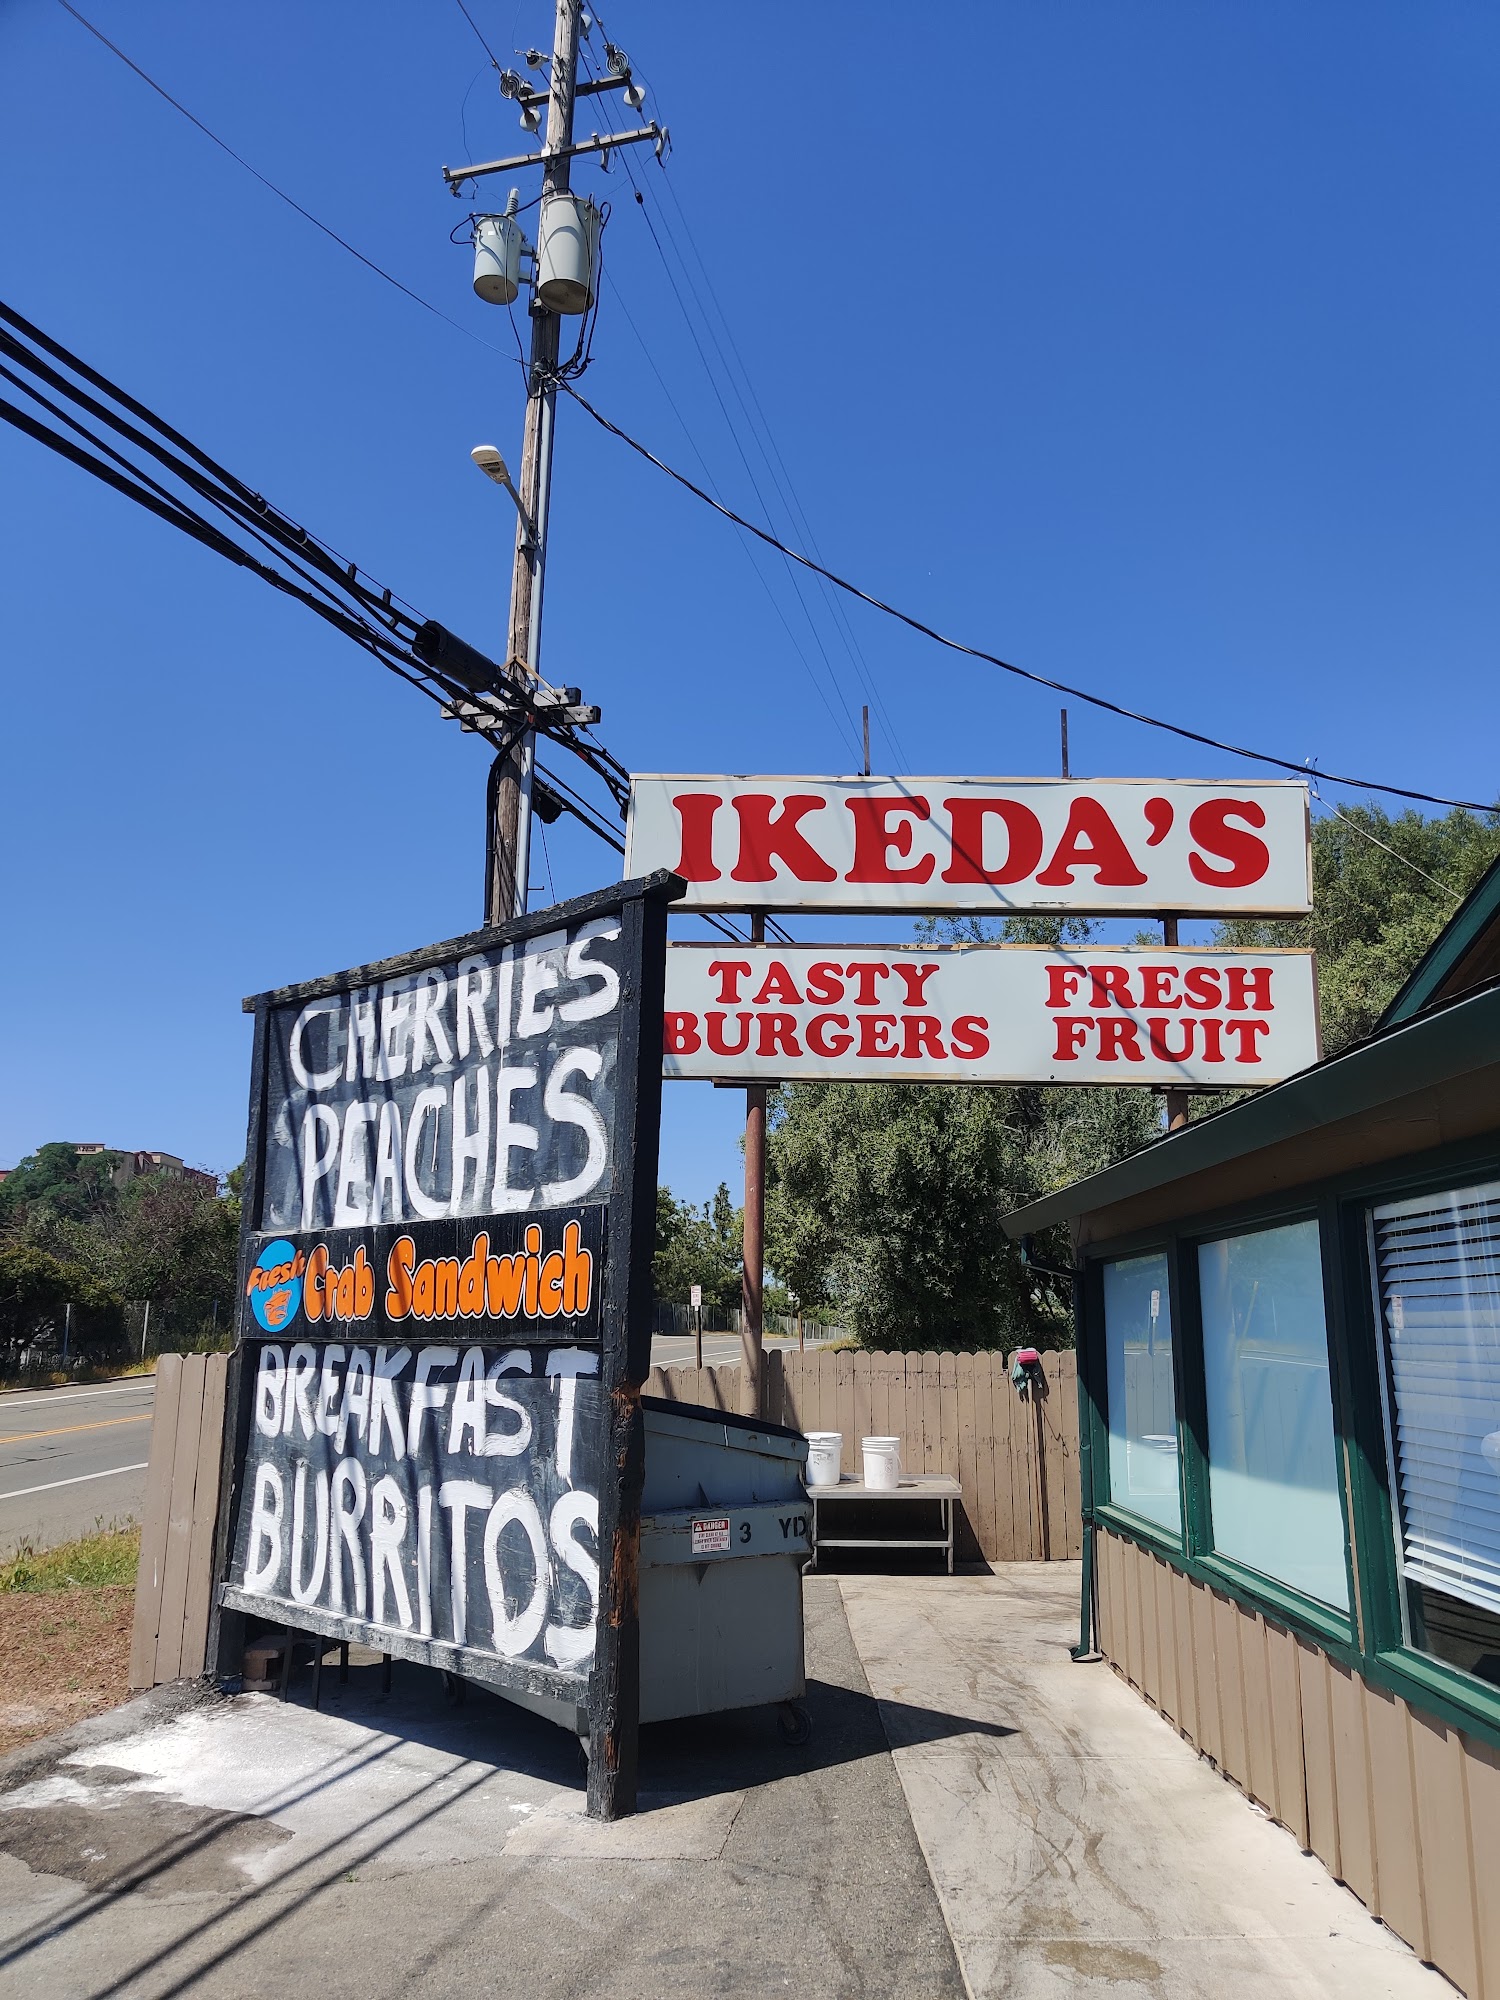 IKEDA'S
TASTY
BURGERS
FRESH
FRUIT
CHERRIES
PEACHES
Fresh
Crab Sandwich
BREAKFAST
BURRITOS
DANGER
3 YD